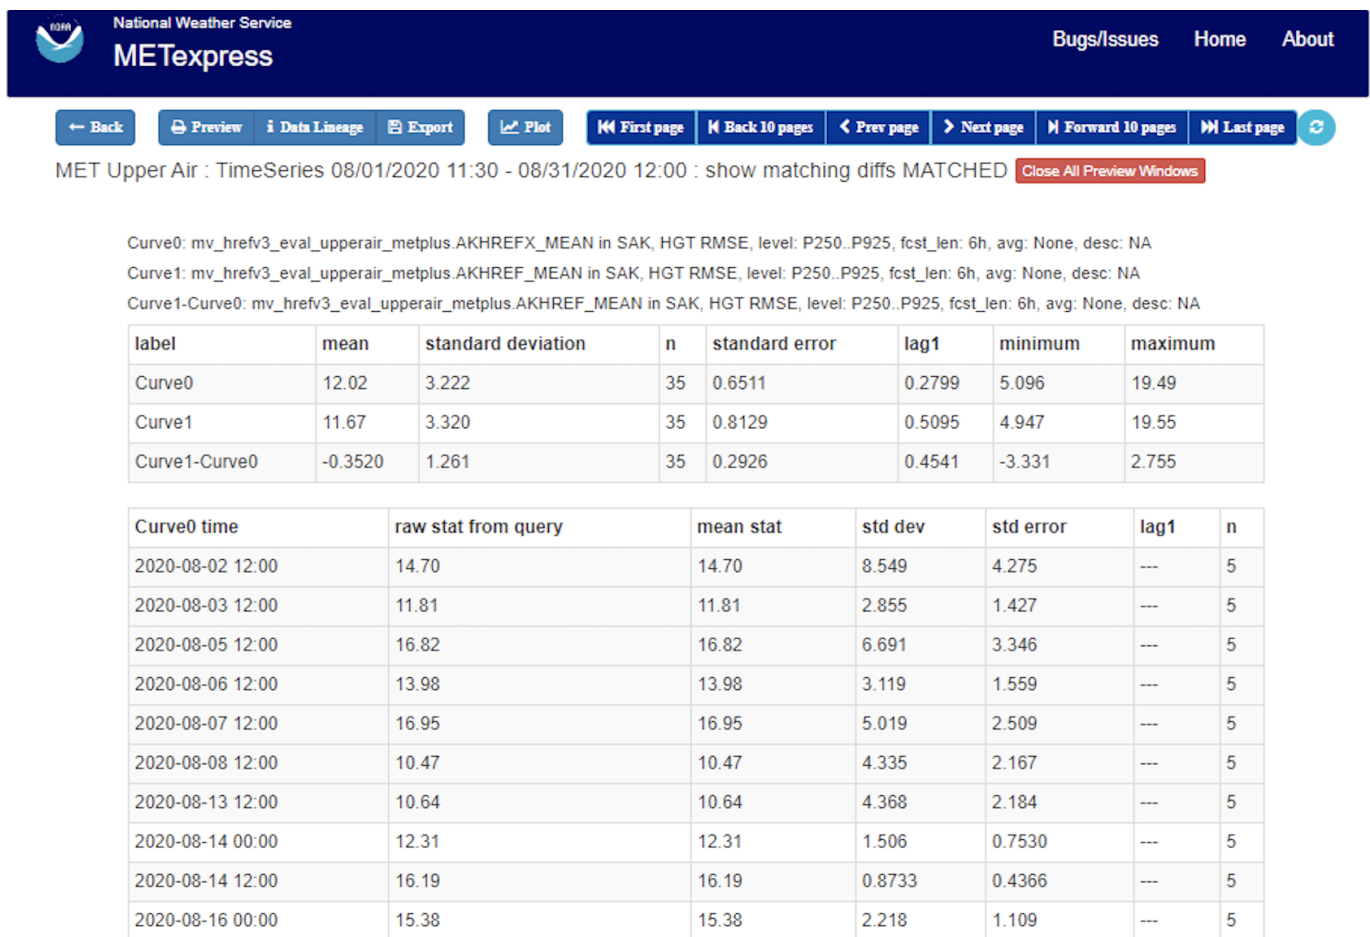 NOAA
National Weather Service
METexpress
Bugs/Issues Home About
← Back Preview i Data Lineage Export Plot First page Back 10 pages Prev page Next page Forward 10 pages Last page
MET Upper Air : TimeSeries 08/01/2020 11:30 - 08/31/2020 12:00 : show matching diffs MATCHED Close All Preview Windows
Curve0: mv_hrefv3_eval_upperair_metplus.AKHREFX_MEAN in SAK, HGT RMSE, level: P250..P925, fcst_len: 6h, avg: None, desc: NA
Curve1: mv_hrefv3_eval_upperair_metplus.AKHREF_MEAN in SAK, HGT RMSE, level: P250..P925, fcst_len: 6h, avg: None, desc: NA
Curve1-Curve0: mv_hrefv3_eval_upperair_metplus.AKHREF_MEAN in SAK, HGT RMSE, level: P250..P925, fcst_len: 6h, avg: None, desc: NA
label mean standard deviation n standard error lag1 minimum maximum
Curve0 12.02 3.222 35 0.6511 0.2799 5.096 19.49
Curve1 11.67 3.320 35 0.8129 0.5095 4.947 19.55
Curve1-Curve0 -0.3520 1.261 35 0.2926 0.4541 -3.331 2.755
Curve0 time raw stat from query mean stat std dev std error lag1 n
2020-08-02 12:00 14.70 14.70 8.549 4.275 --- 5
2020-08-03 12:00 11.81 11.81 2.855 1.427 --- 5
2020-08-05 12:00 16.82 16.82 6.691 3.346 --- 5
2020-08-06 12:00 13.98 13.98 3.119 1.559 --- 5
2020-08-07 12:00 16.95 16.95 5.019 2.509 --- 5
2020-08-08 12:00 10.47 10.47 4.335 2.167 --- 5
2020-08-13 12:00 10.64 10.64 4.368 2.184 --- 5
2020-08-14 00:00 12.31 12.31 1.506 0.7530 --- 5
2020-08-14 12:00 16.19 16.19 0.8733 0.4366 --- 5
2020-08-16 00:00 15.38 15.38 2.218 1.109 --- 5